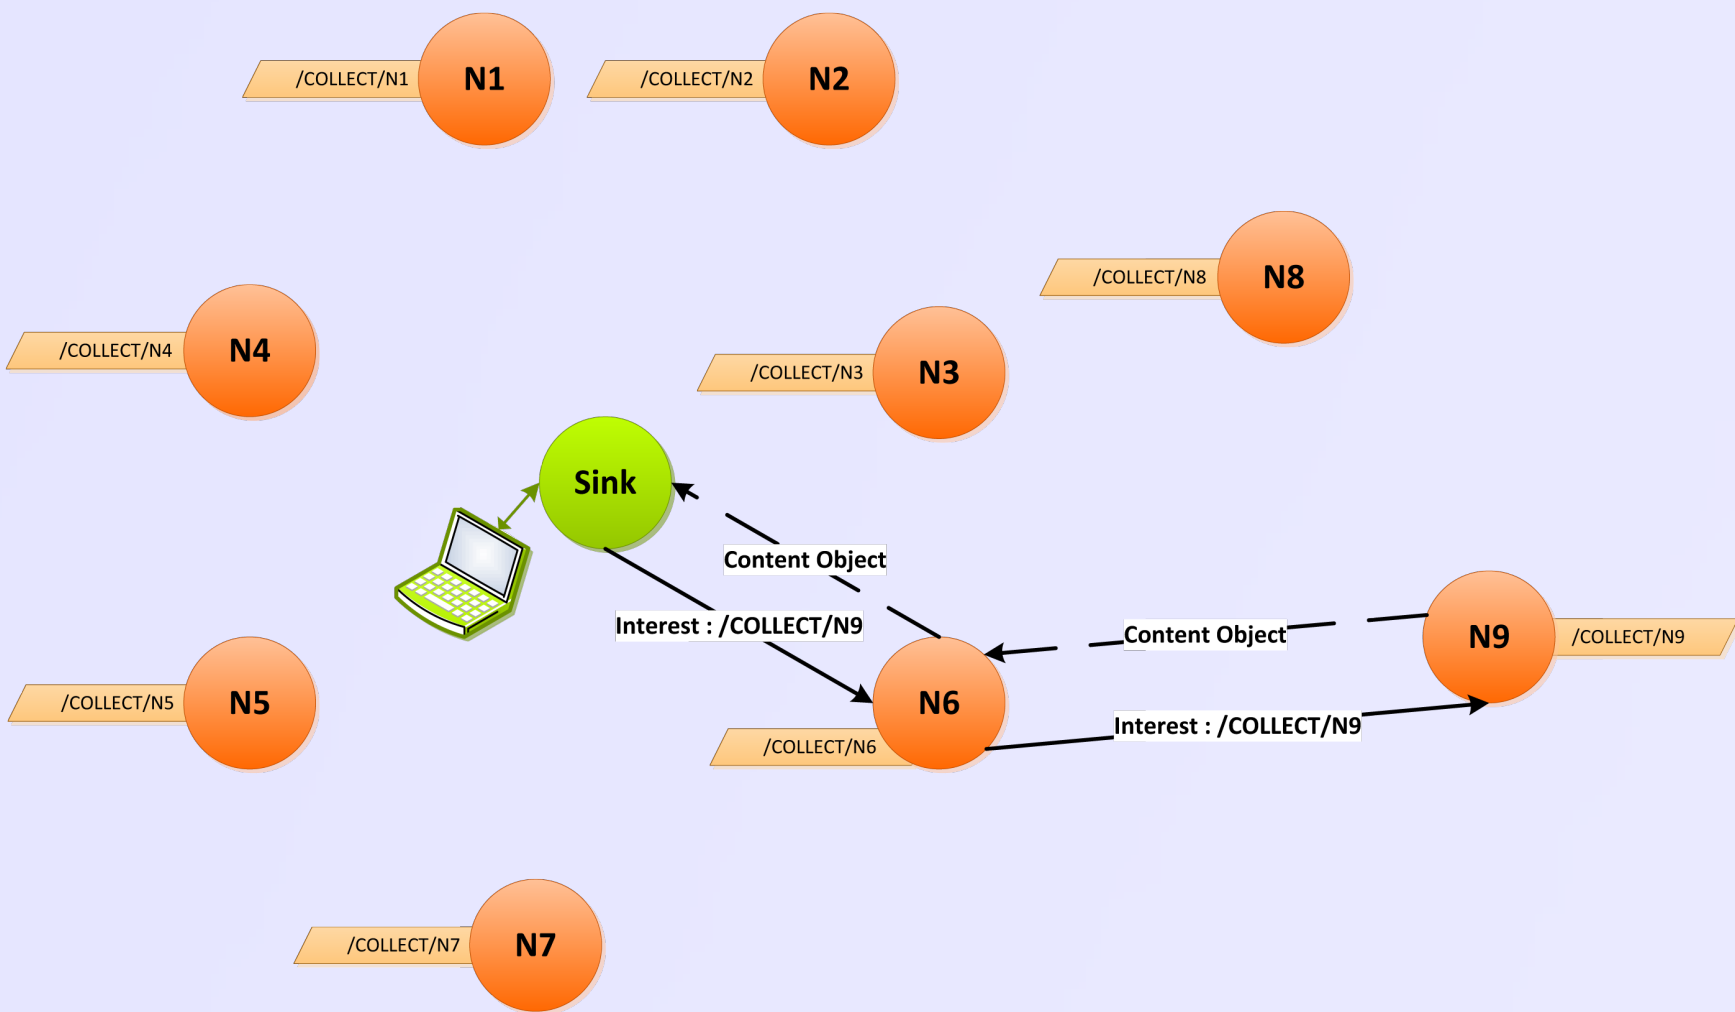 /COLLECT/N1
N1
/COLLECT/N2
N2
/COLLECT/N8
N8
/COLLECT/N4
N4
/COLLECT/N3
N3
Sink
Content Object
Interest : /COLLECT/N9
Content Object
N9
/COLLECT/N9
/COLLECT/N5
N5
N6
/COLLECT/N6
Interest : /COLLECT/N9
/COLLECT/N7
N7